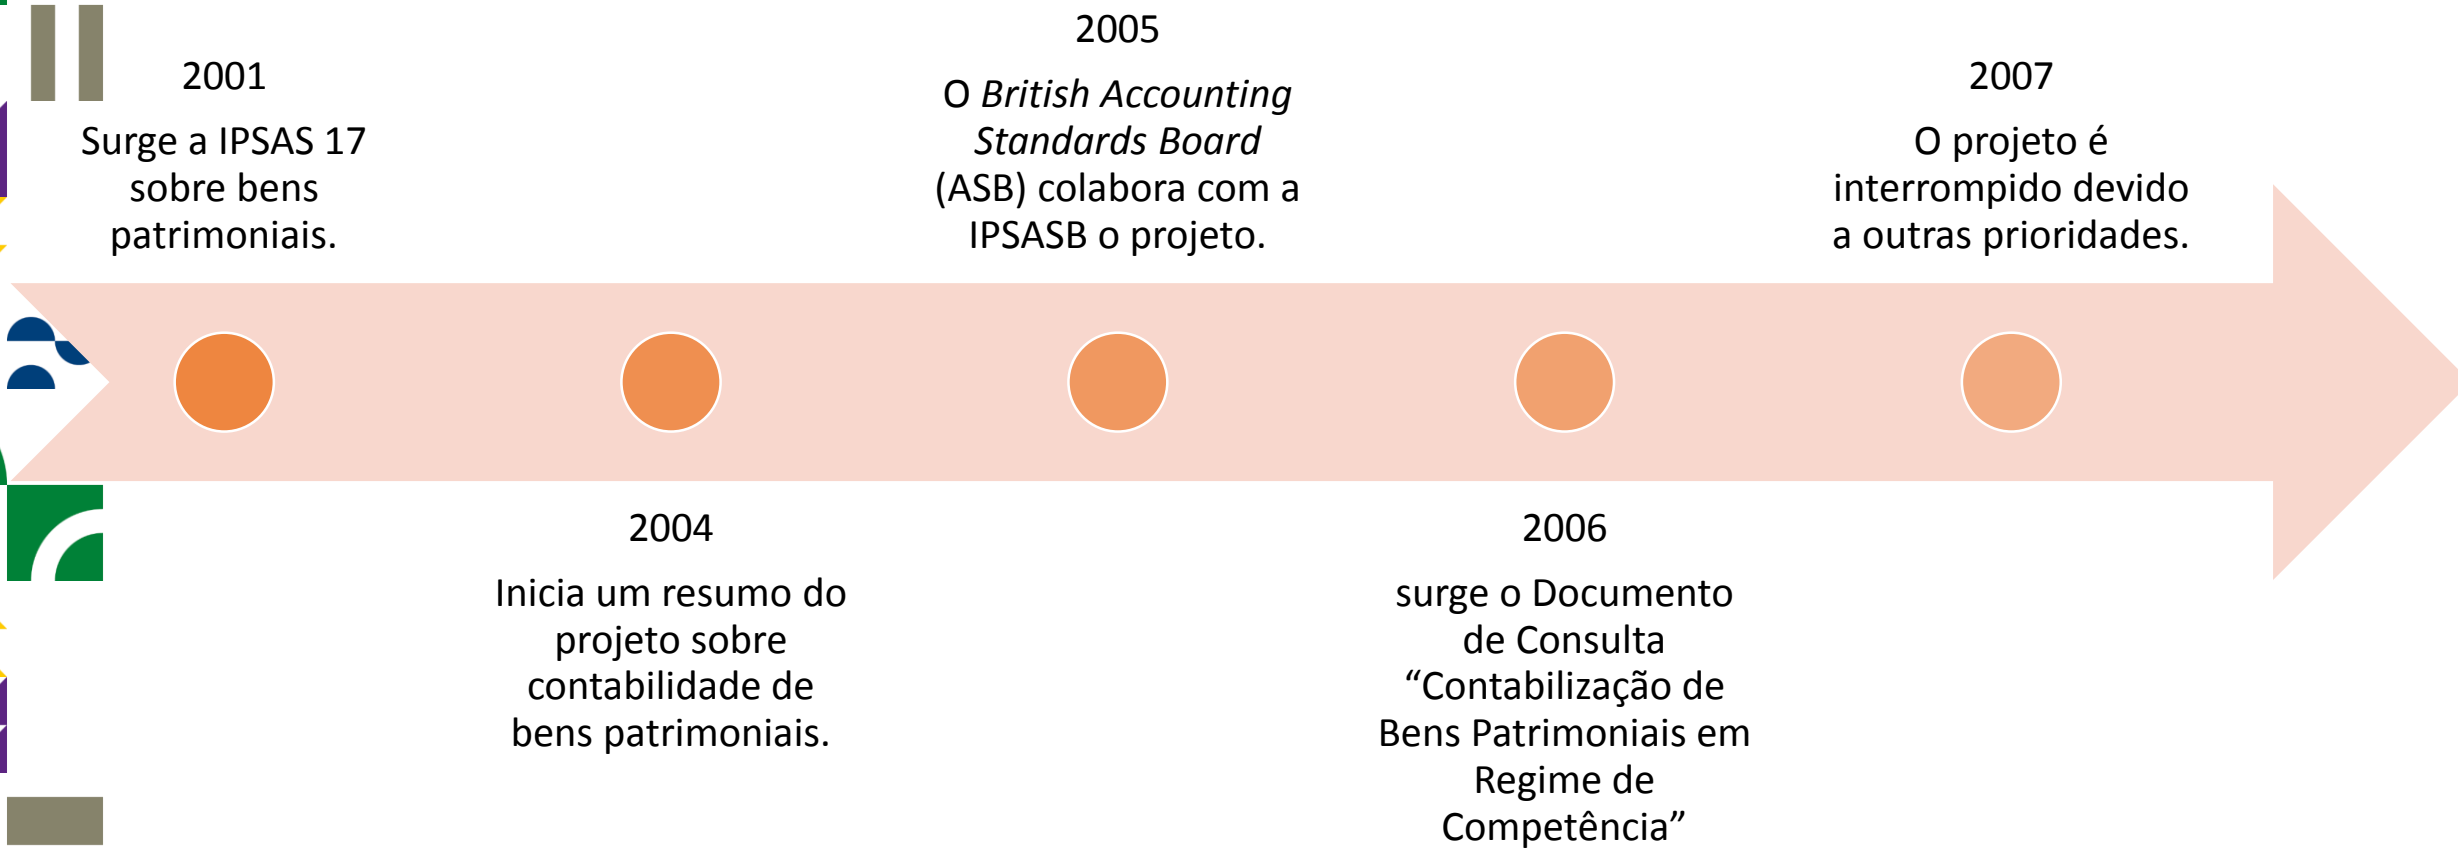 2001
Surge a IPSAS 17
sobre bens
patrimoniais.
2004
Inicia um resumo do
projeto sobre
contabilidade de
bens patrimoniais.
2005
O British Accounting
Standards Board
(ASB) colabora com a
IPSASB o projeto.
2006
surge o Documento
de Consulta
“Contabilização de
Bens Patrimoniais em
Regime de
Competência”
2007
O projeto é
interrompido devido
a outras prioridades.